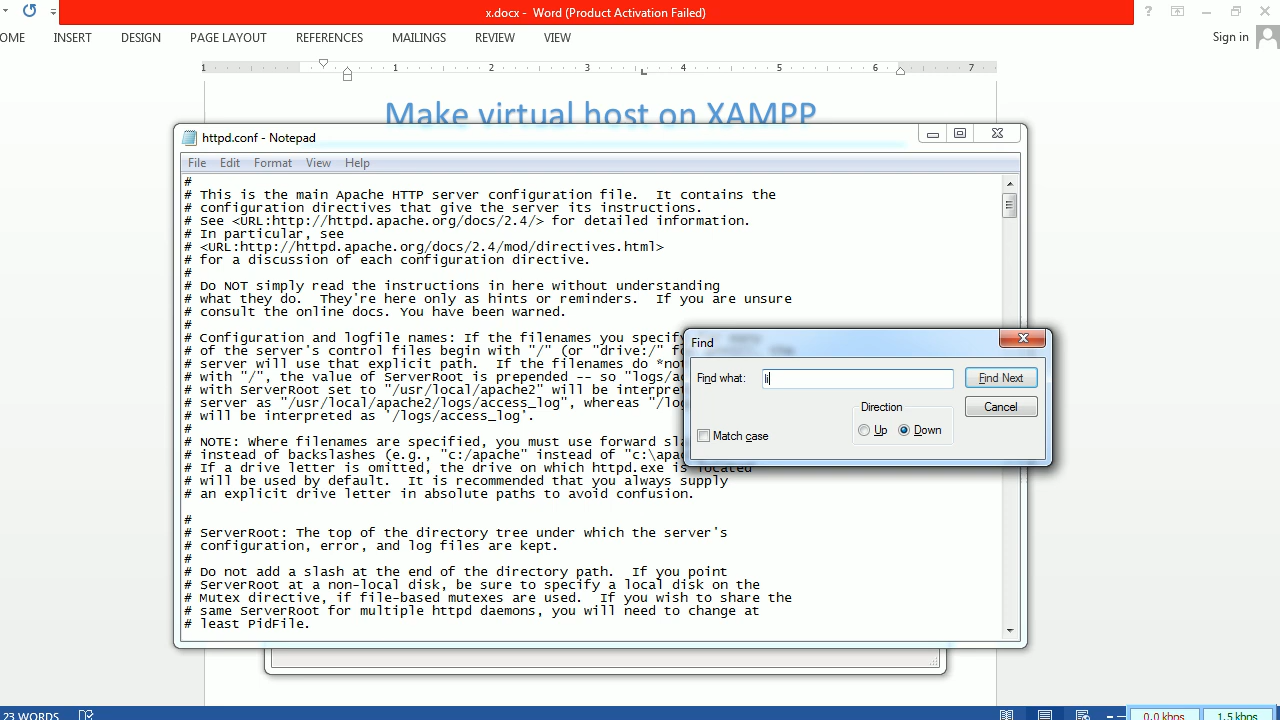 x.docx - Word (Product Activation Failed)
OME INSERT DESIGN PAGE LAYOUT REFERENCES MAILINGS REVIEW VIEW Sign in
1 1 2 3 4 5 6 7
Make virtual host on XAMPP
httpd.conf - Notepad
File Edit Format View Help
#
# This is the main Apache HTTP server configuration file. It contains the
# configuration directives that give the server its instructions.
# See <URL:http://httpd.apache.org/docs/2.4/> for detailed information.
# In particular, see
# <URL:http://httpd.apache.org/docs/2.4/mod/directives.html>
# for a discussion of each configuration directive.
#
# Do NOT simply read the instructions in here without understanding
# what they do. They're here only as hints or reminders. If you are unsure
# consult the online docs. You have been warned.
#
# Configuration and logfile names: If the filenames you specify
# of the server's control files begin with "/" (or "drive:/"
# server will use that explicit path. If the filenames do *not
# with "/", the value of ServerRoot is prepended -- so "logs/a
# with ServerRoot set to "/usr/local/apache2" will be interpre
# server as "/usr/local/apache2/logs/access_log", whereas "/lo
# will be interpreted as '/logs/access_log'.
#
# NOTE: Where filenames are specified, you must use forward sla
# instead of backslashes (e.g., "c:/apache" instead of "c:\apac
# If a drive letter is omitted, the drive on which httpd.exe is located
# will be used by default. It is recommended that you always supply
# an explicit drive letter in absolute paths to avoid confusion.
#
# ServerRoot: The top of the directory tree under which the server's
# configuration, error, and log files are kept.
#
# Do not add a slash at the end of the directory path. If you point
# ServerRoot at a non-local disk, be sure to specify a local disk on the
# Mutex directive, if file-based mutexes are used. If you wish to share the
# same ServerRoot for multiple httpd daemons, you will need to change at
# least PidFile.
Find
Find what: li Find Next
Direction Cancel
Up Down
Match case
23 WORDS 0.0 kbps 1.5 kbps